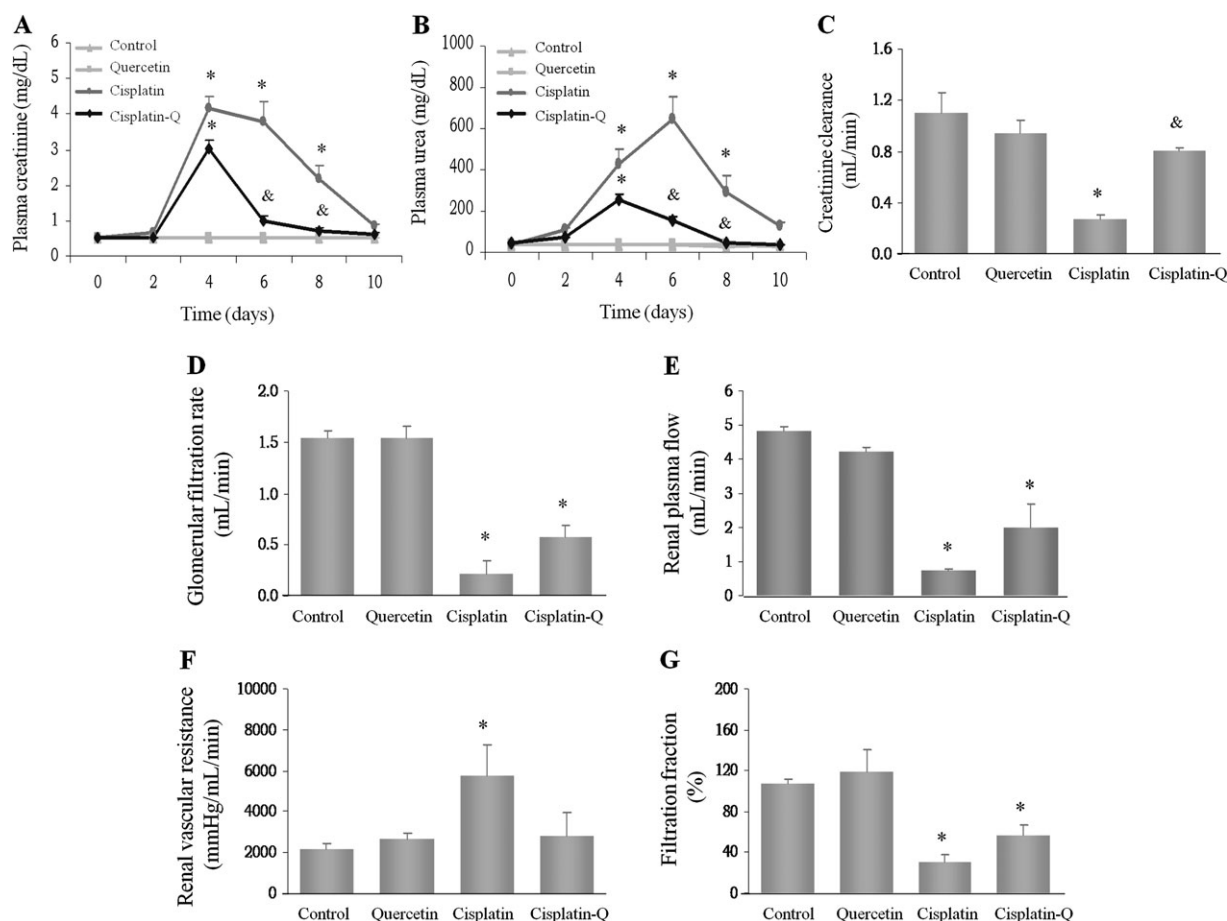 A
Plasma creatinine (mg/dL)
6
5
4
3
2
1
0
Control
Quercetin
Cisplatin
Cisplatin-Q
*
*
*
*
&
&
0 2 4 6 8 10
Time (days)
B
Plasma urea (mg/dL)
1000
800
600
400
200
0
Control
Quercetin
Cisplatin
Cisplatin-Q
*
*
*
*
&
&
0 2 4 6 8 10
Time (days)
C
Creatinine clearance
(mL/min)
1.6
1.2
0.8
0.4
0.0
*
&
Control Quercetin Cisplatin Cisplatin-Q
D
Glomerular filtration rate
(mL/min)
2.0
1.5
1.0
0.5
0.0
*
*
Control Quercetin Cisplatin Cisplatin-Q
E
Renal plasma flow
(mL/min)
6
5
4
3
2
1
0
*
*
Control Quercetin Cisplatin Cisplatin-Q
F
Renal vascular resistance
(mmHg/mL/min)
10000
8000
6000
4000
2000
0
*
Control Quercetin Cisplatin Cisplatin-Q
G
Filtration fraction
(%)
200
160
120
80
40
0
*
*
Control Quercetin Cisplatin Cisplatin-Q